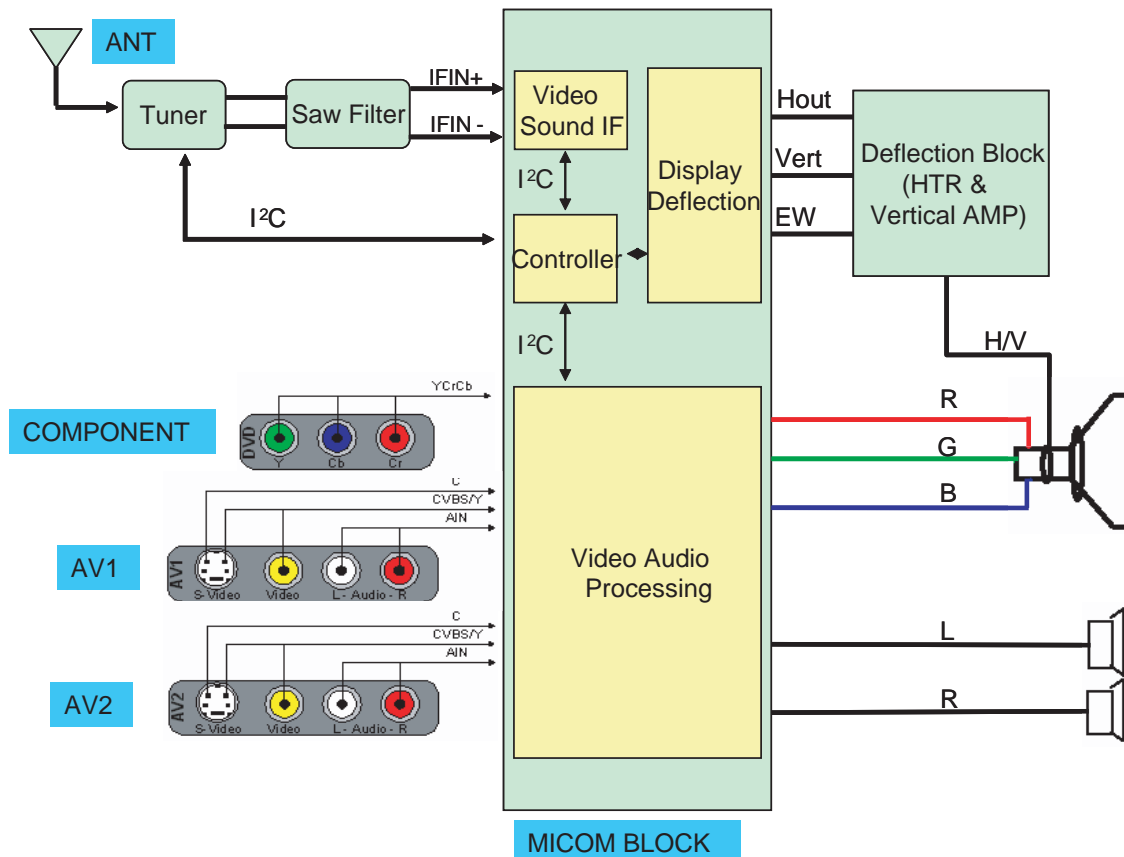 ANT
Tuner
Saw Filter
IFIN+
IFIN -
I²C
Video
Sound IF
I²C
Controller
I²C
Display
Deflection
Hout
Vert
EW
Deflection Block
(HTR &
Vertical AMP)
H/V
COMPONENT
YCrCb
DVD
Y
Cb
Cr
AV1
C
CVBS/Y
AIN
AV1
S-Video
Video
L - Audio - R
AV2
C
CVBS/Y
AIN
AV2
S-Video
Video
L - Audio - R
Video Audio
Processing
R
G
B
L
R
MICOM BLOCK